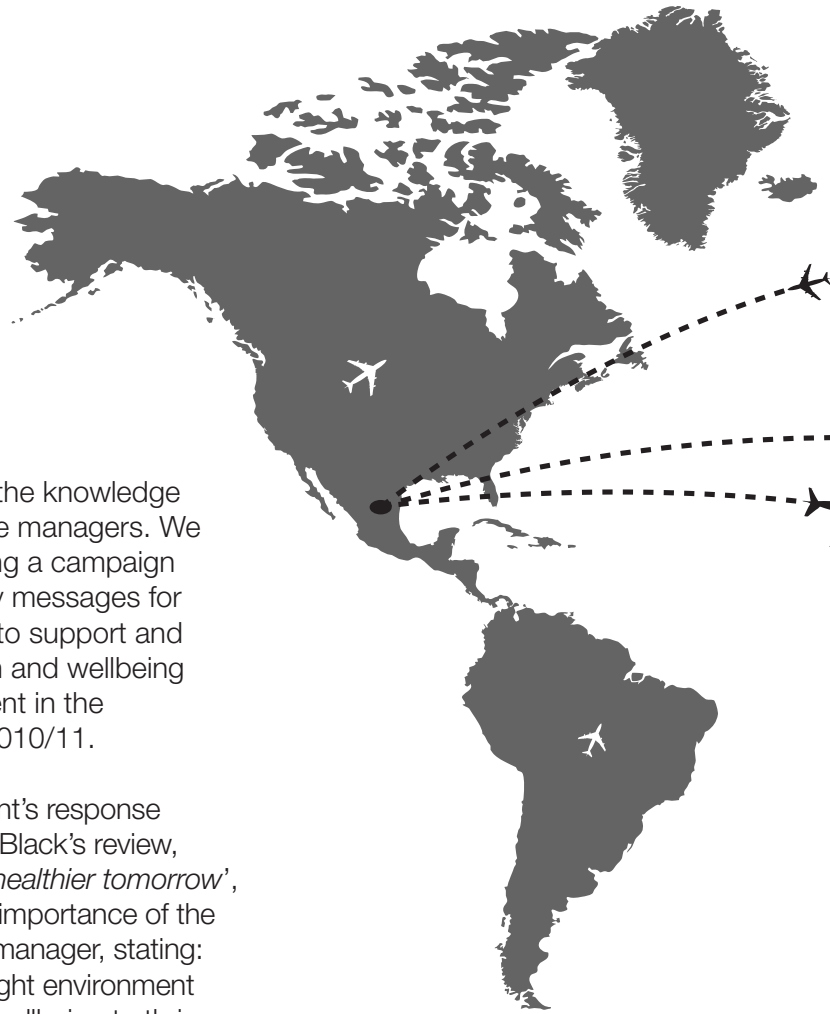 the knowledge
e managers. We
ng a campaign
y messages for
to support and
n and wellbeing
ent in the
010/11.
nt's response
Black's review,
healthier tomorrow',
importance of the
manager, stating:
ght environment